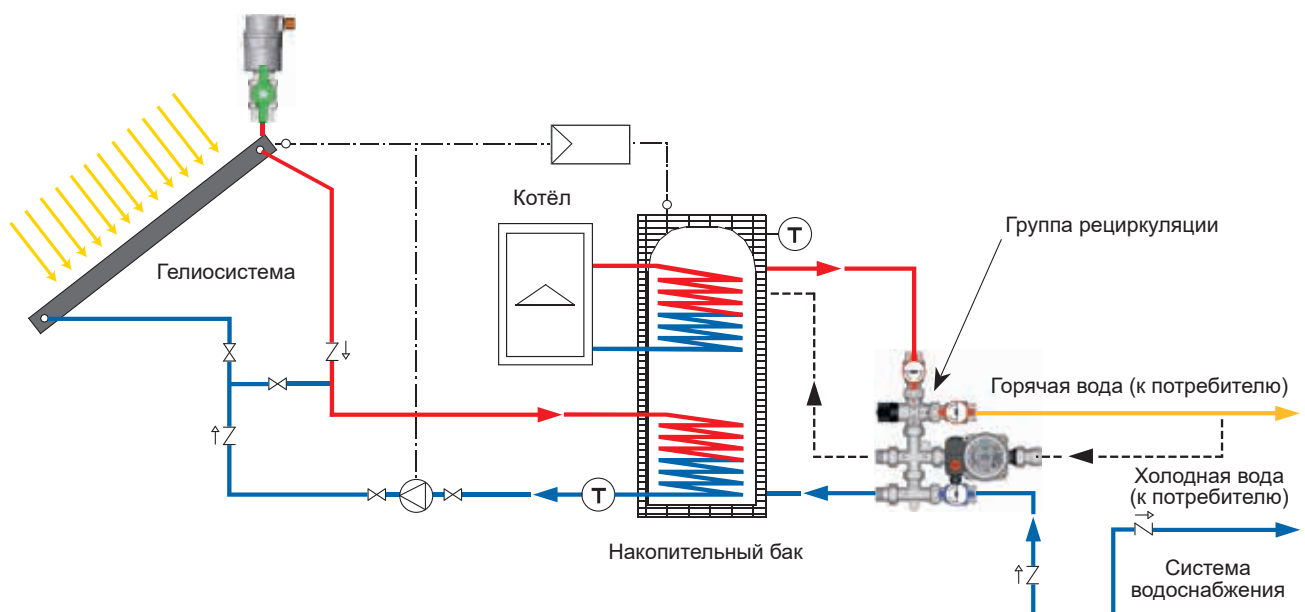 Котёл
Гелиосистема
T
Группа рециркуляции
Горячая вода (к потребителю)
Холодная вода
(к потребителю)
T
Накопительный бак
Система
водоснабжения